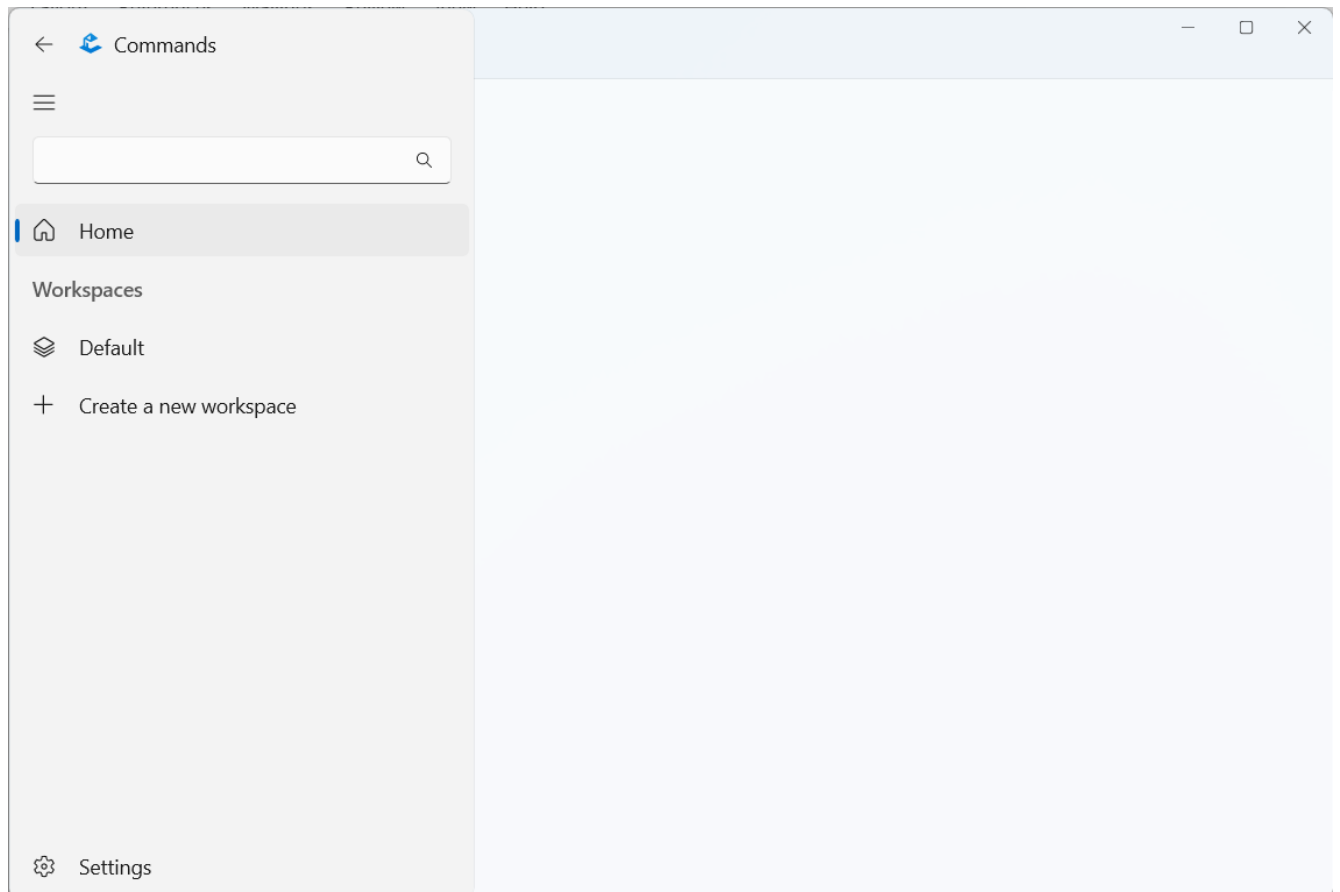 Commands
Home
Workspaces
Default
Create a new workspace
Settings